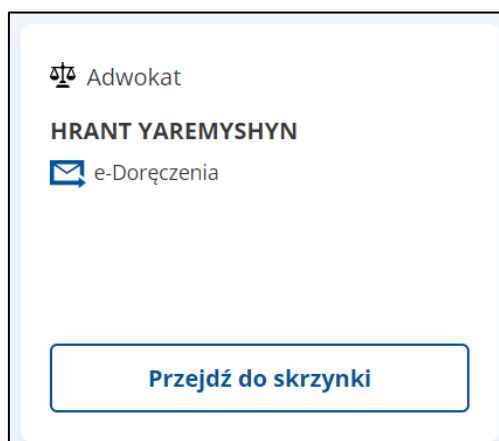 Adwokat
HRANT YAREMYSHYN
e-Doręczenia
Przejdź do skrzynki